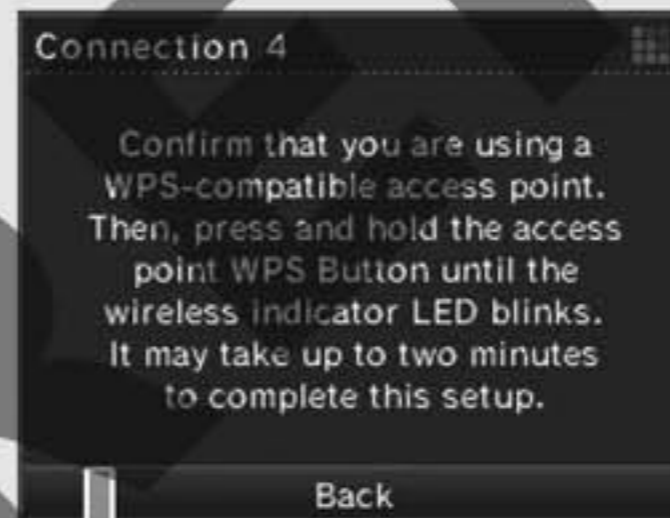 Connection 4
Confirm that you are using a
WPS-compatible access point.
Then, press and hold the access
point WPS Button until the
wireless indicator LED blinks.
It may take up to two minutes
to complete this setup.
Back